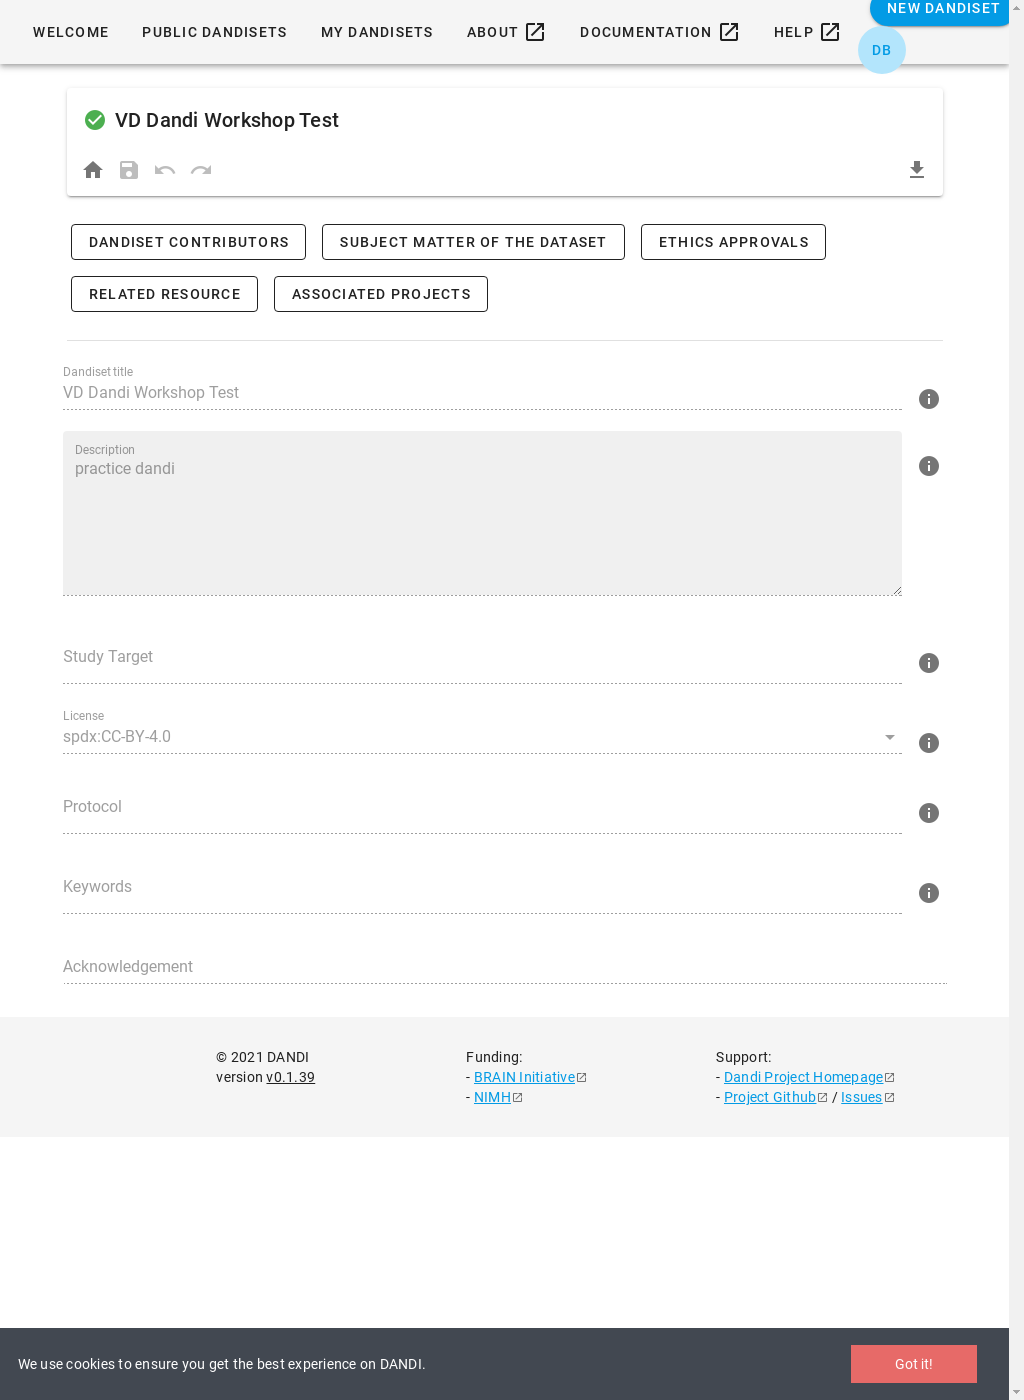 WELCOME PUBLIC DANDISETS MY DANDISETS ABOUT DOCUMENTATION HELP NEW DANDISET
DB
VD Dandi Workshop Test
DANDISET CONTRIBUTORS SUBJECT MATTER OF THE DATASET ETHICS APPROVALS
RELATED RESOURCE ASSOCIATED PROJECTS
Dandiset title
VD Dandi Workshop Test
Description
practice dandi
Study Target
License
spdx:CC-BY-4.0
Protocol
Keywords
Acknowledgement
© 2021 DANDI
version v0.1.39
Funding:
- BRAIN Initiative
- NIMH
Support:
- Dandi Project Homepage
- Project Github / Issues
We use cookies to ensure you get the best experience on DANDI.
Got it!